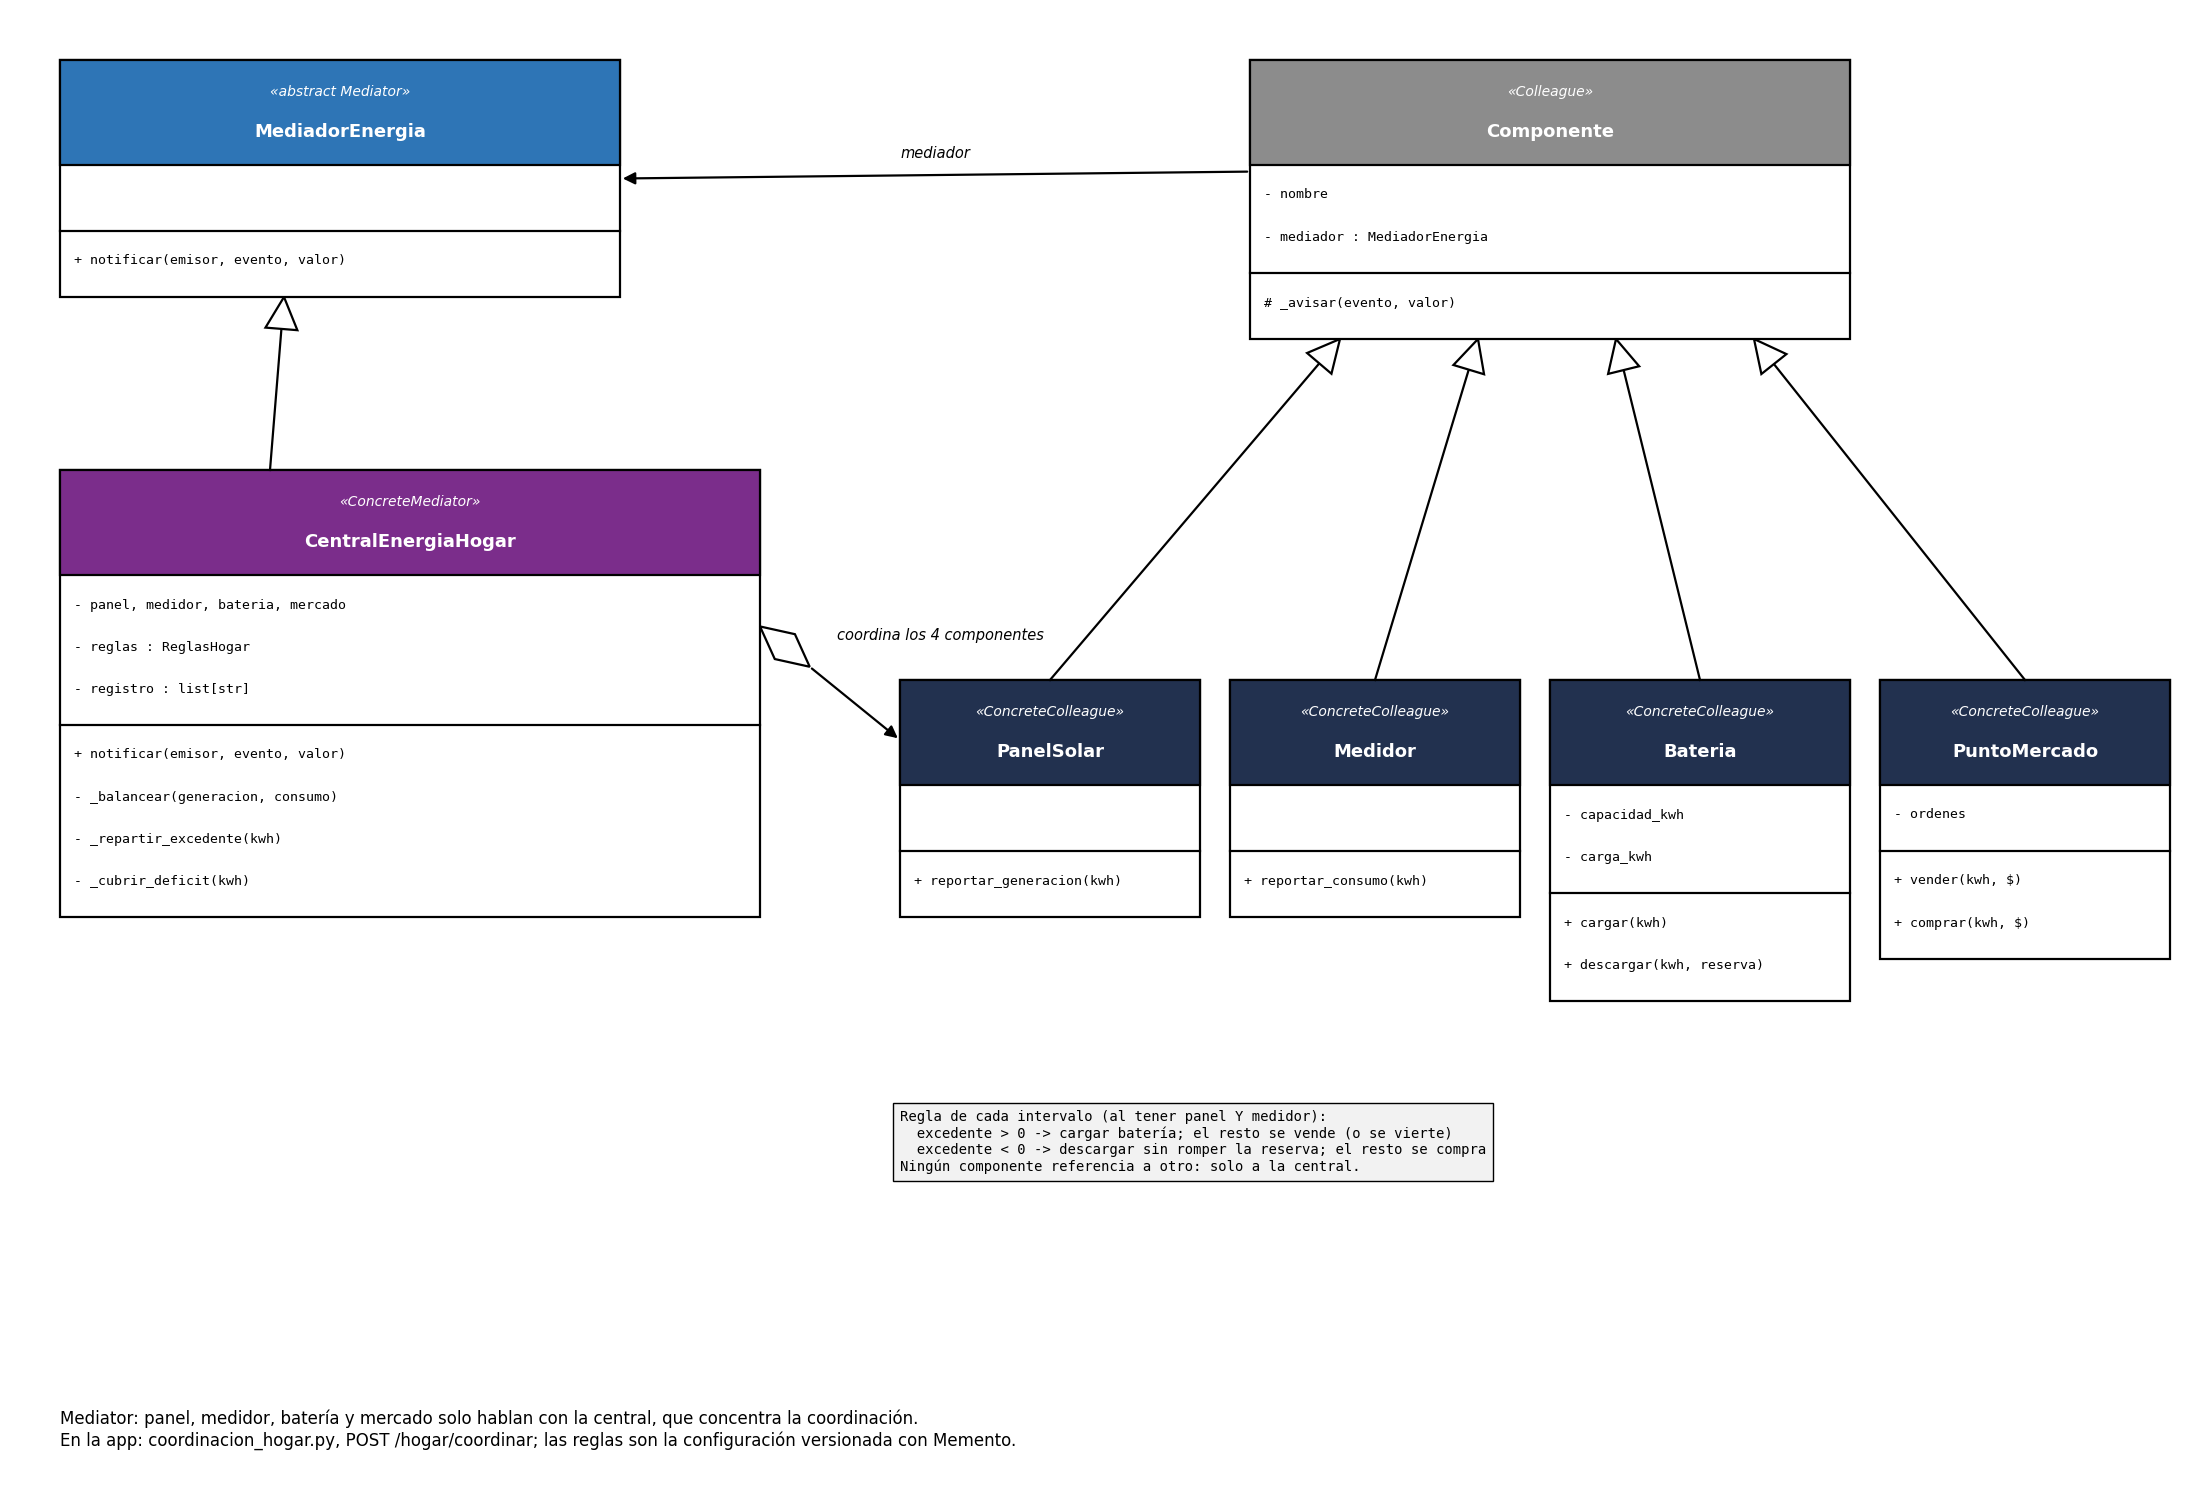 «abstract Mediator»
MediadorEnergia
+ notificar(emisor, evento, valor)
mediador
«Colleague»
Componente
- nombre
- mediador : MediadorEnergia
# _avisar(evento, valor)
«ConcreteMediator»
CentralEnergiaHogar
- panel, medidor, bateria, mercado
- reglas : ReglasHogar
- registro : list[str]
+ notificar(emisor, evento, valor)
- _balancear(generacion, consumo)
- _repartir_excedente(kwh)
- _cubrir_deficit(kwh)
coordina los 4 componentes
«ConcreteColleague»
PanelSolar
+ reportar_generacion(kwh)
«ConcreteColleague»
Medidor
+ reportar_consumo(kwh)
«ConcreteColleague»
Bateria
- capacidad_kwh
- carga_kwh
+ cargar(kwh)
+ descargar(kwh, reserva)
«ConcreteColleague»
PuntoMercado
- ordenes
+ vender(kwh, $)
+ comprar(kwh, $)
Regla de cada intervalo (al tener panel Y medidor):
excedente > 0 -> cargar batería; el resto se vende (o se vierte)
excedente < 0 -> descargar sin romper la reserva; el resto se compra
Ningún componente referencia a otro: solo a la central.
Mediator: panel, medidor, batería y mercado solo hablan con la central, que concentra la coordinación.
En la app: coordinacion_hogar.py, POST /hogar/coordinar; las reglas son la configuración versionada con Memento.